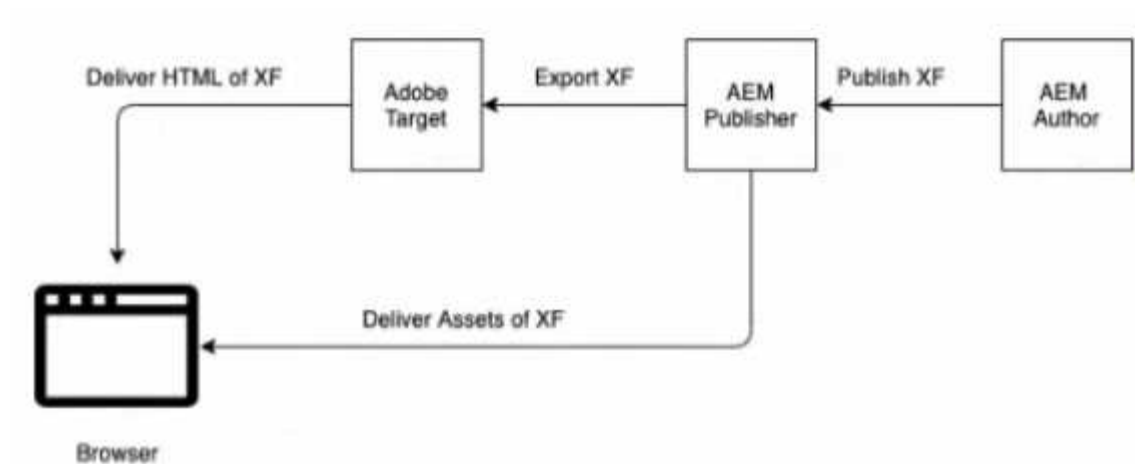 Deliver HTML of XF
Adobe
Target
Export XF
AEM
Publisher
Publish XF
AEM
Author
Deliver Assets of XF
Browser